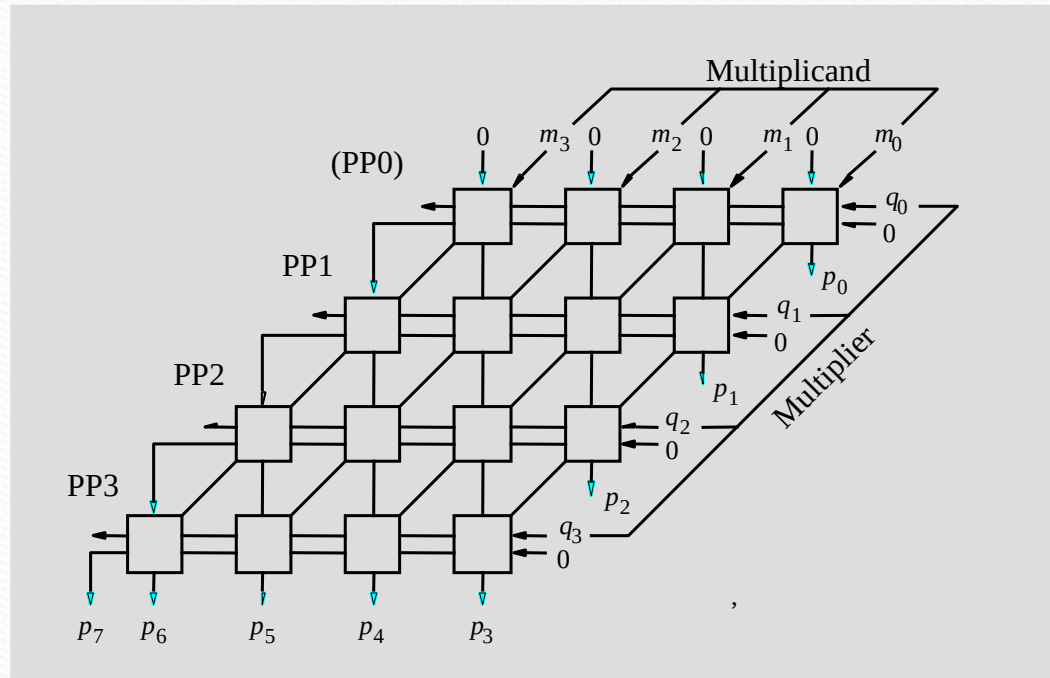 Multiplicand
0 m3 0 m2 0 m1 0 m0
(PP0)
q0
0
PP1
p0
q1
0
Multiplier
PP2
p1
q2
0
PP3
p2
q3
0
,
p7 p6 p5 p4 p3